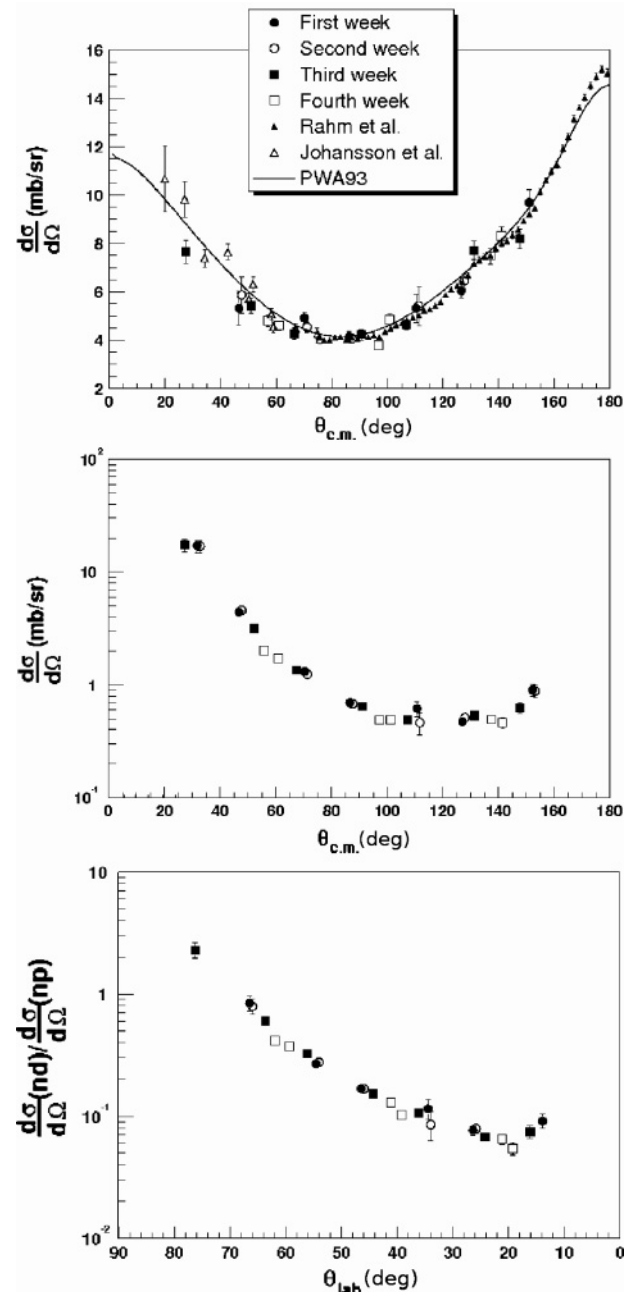 First week
Second week
Third week
Fourth week
Rahm et al.
Johansson et al.
PWA93
16
14
12
10
8
6
4
2
dσ/dΩ (mb/sr)
0 20 40 60 80 100 120 140 160 180
θc.m. (deg)
10²
10
1
10⁻¹
dσ/dΩ (mb/sr)
0 20 40 60 80 100 120 140 160 180
θc.m. (deg)
10
1
10⁻¹
10⁻²
dσ/dΩ(nd)/dσ/dΩ(np)
90 80 70 60 50 40 30 20 10 0
θlab (deg)